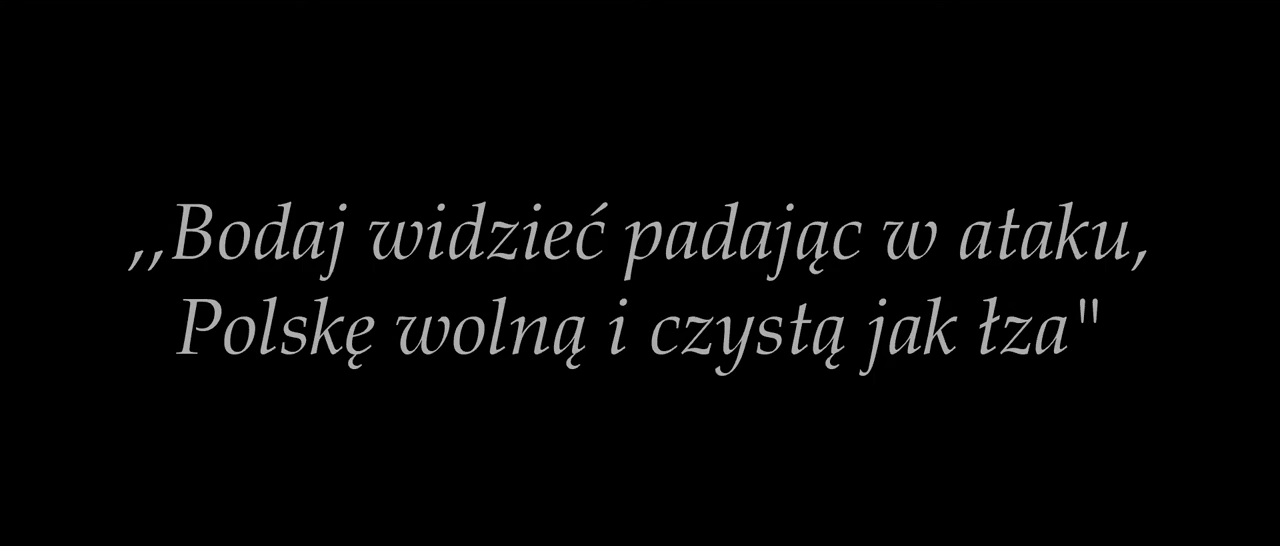 ,,Bodaj widzieć padając w ataku,
Polskę wolną i czystą jak łza"